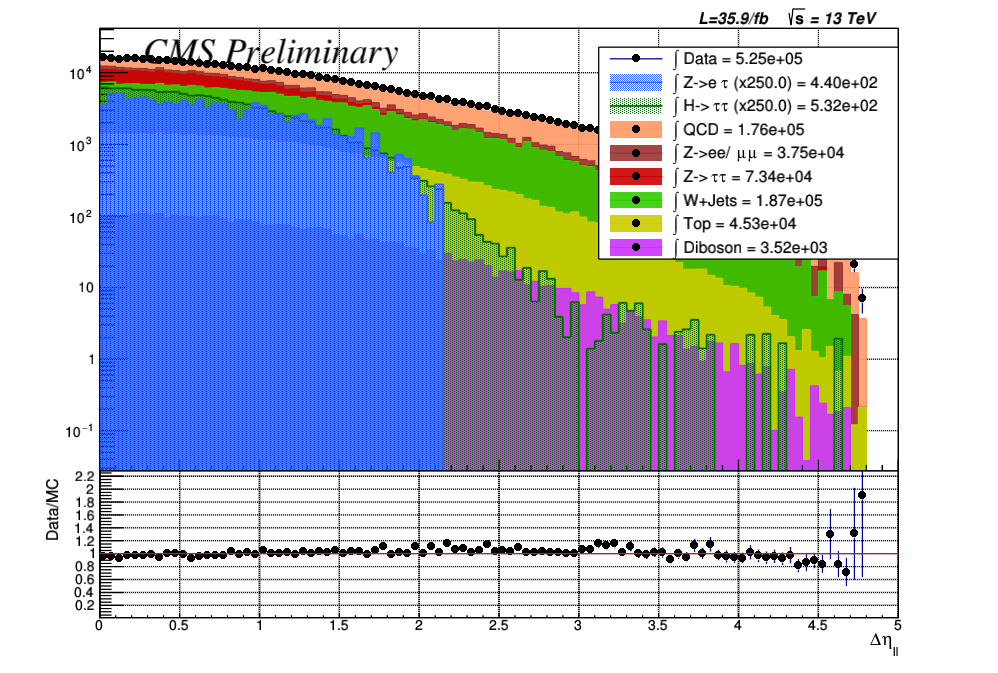 L=35.9/fb √s = 13 TeV
CMS Preliminary
∫ Data = 5.25e+05
∫ Z->e τ (x250.0) = 4.40e+02
∫ H-> ττ (x250.0) = 5.32e+02
∫ QCD = 1.76e+05
∫ Z->ee/ μμ = 3.75e+04
∫ Z-> ττ = 7.34e+04
∫ W+Jets = 1.87e+05
∫ Top = 4.53e+04
∫ Diboson = 3.52e+03
10⁴
10³
10²
10
1
10⁻¹
Data/MC
2.2
2
1.8
1.6
1.4
1.2
1
0.8
0.6
0.4
0.2
0 0.5 1 1.5 2 2.5 3 3.5 4 4.5 5
Δη_ll